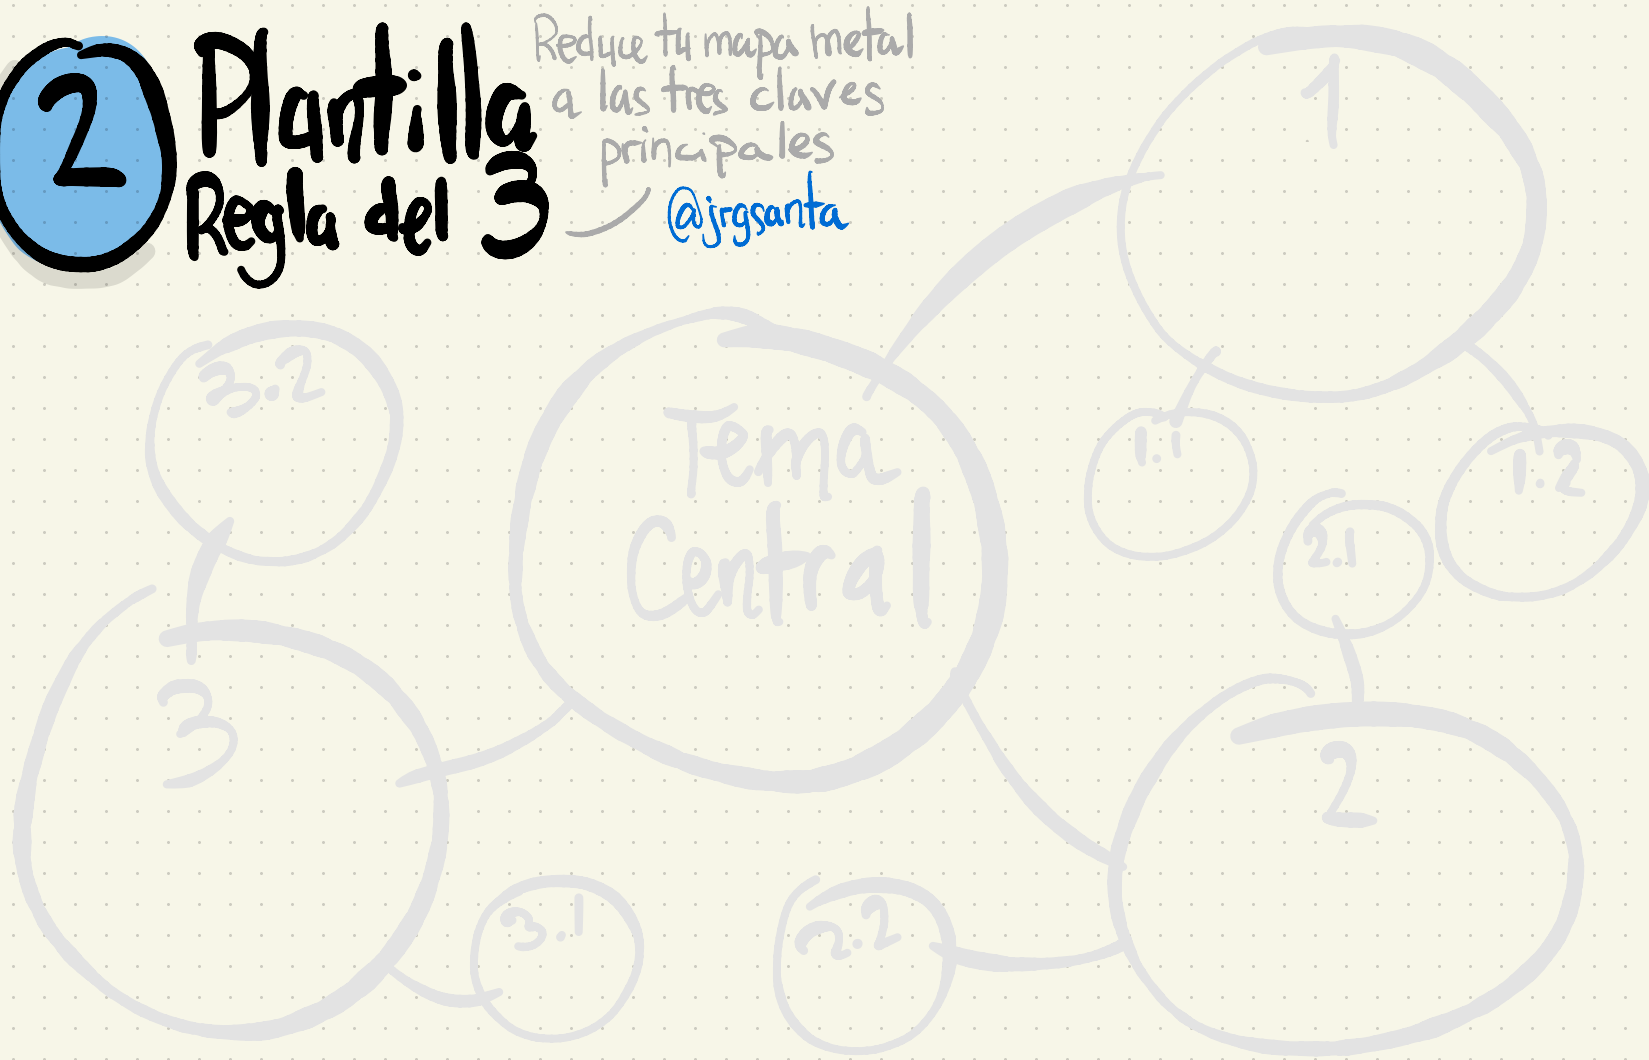 2
Plantilla
Regla del 3
Reduce tu mapa metal
a las tres claves
principales
@jrgsanta
1
1.1
1.2
Tema
Central
2.1
2
2.2
3.2
3
3.1